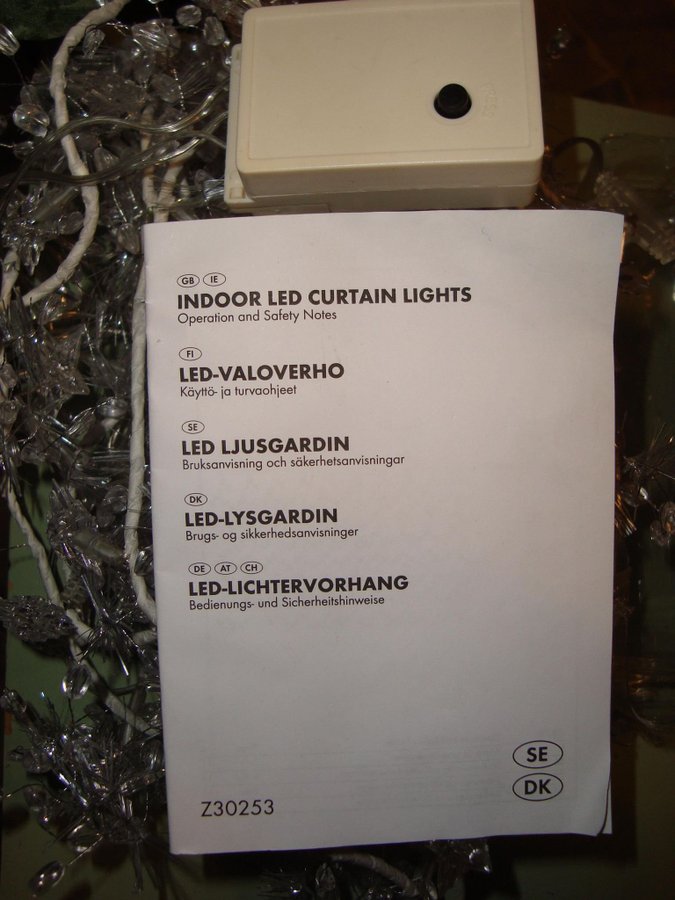 GB IE
INDOOR LED CURTAIN LIGHTS
Operation and Safety Notes
FI
LED-VALOVERHO
Käyttö- ja turvaohjeet
SE
LED LJUSGARDIN
Bruksanvisning och säkerhetsanvisningar
DK
LED-LYSGARDIN
Brugs- og sikkerhedsanvisninger
DE AT CH
LED-LICHTERVORHANG
Bedienungs- und Sicherheitshinweise
SE
DK
Z30253